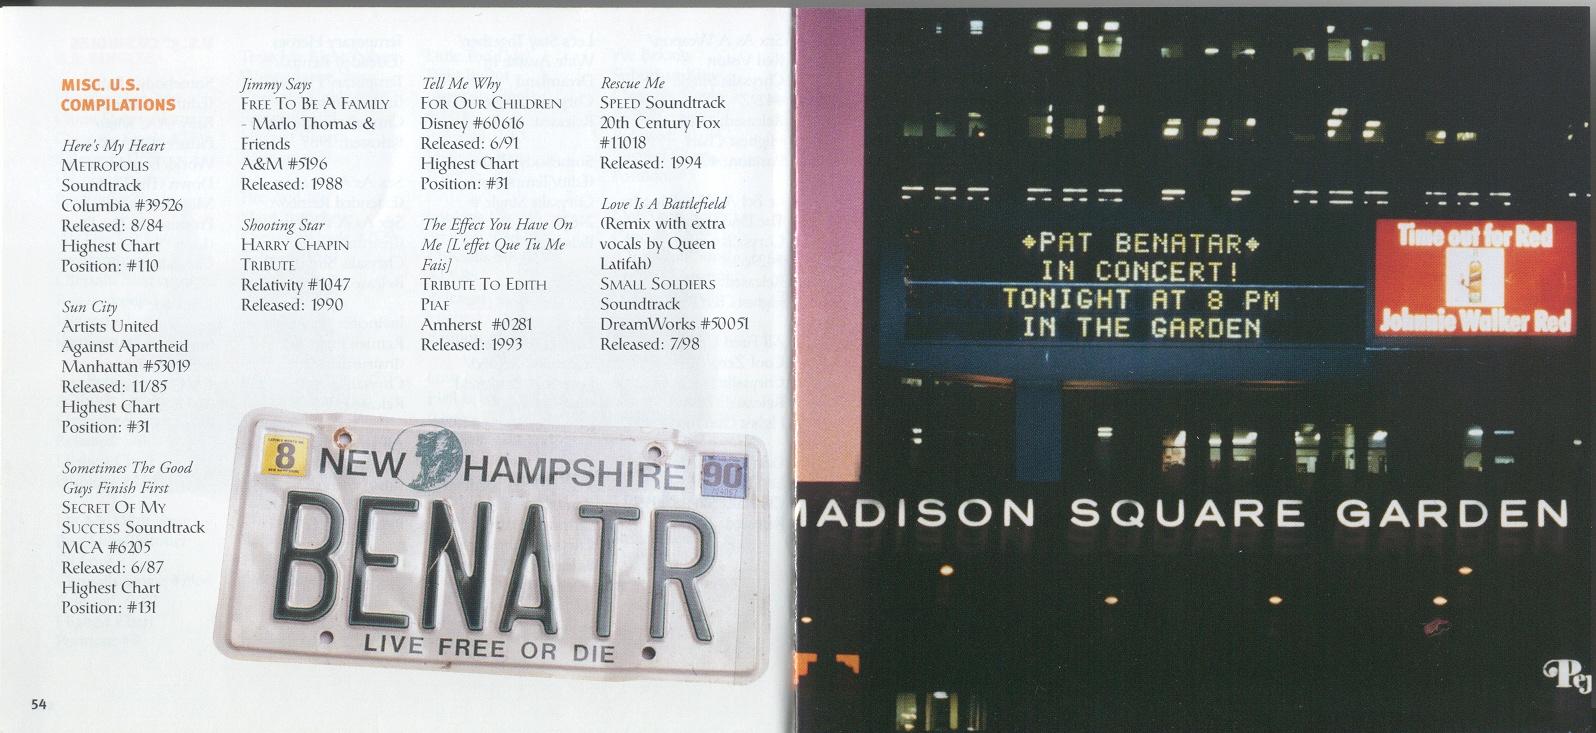 MISC. U.S.
COMPILATIONS
Here's My Heart
METROPOLIS
Soundtrack
Columbia #39526
Released: 8/84
Highest Chart
Position: #110
Sun City
Artists United
Against Apartheid
Manhattan #53019
Released: 11/85
Highest Chart
Position: #31
Sometimes The Good
Guys Finish First
SECRET OF MY
SUCCESS Soundtrack
MCA #6205
Released: 6/87
Highest Chart
Position: #131
Jimmy Says
FREE TO BE A FAMILY
- Marlo Thomas &
Friends
A&M #5196
Released: 1988
Shooting Star
HARRY CHAPIN
TRIBUTE
Relativity #1047
Released: 1990
Tell Me Why
FOR OUR CHILDREN
Disney #60616
Released: 6/91
Highest Chart
Position: #31
The Effect You Have On
Me [L'effet Que Tu Me
Fais]
TRIBUTE TO EDITH
PIAF
Amherst #0281
Released: 1993
Rescue Me
SPEED Soundtrack
20th Century Fox
#11018
Released: 1994
Love Is A Battlefield
(Remix with extra
vocals by Queen
Latifah)
SMALL SOLDIERS
Soundtrack
DreamWorks #50051
Released: 7/98
8
NEW HAMPSHIRE
90
BENATR
LIVE FREE OR DIE
54
PAT BENATAR
IN CONCERT!
TONIGHT AT 8 PM
IN THE GARDEN
Time out for Red
Johnnie Walker Red
MADISON SQUARE GARDEN